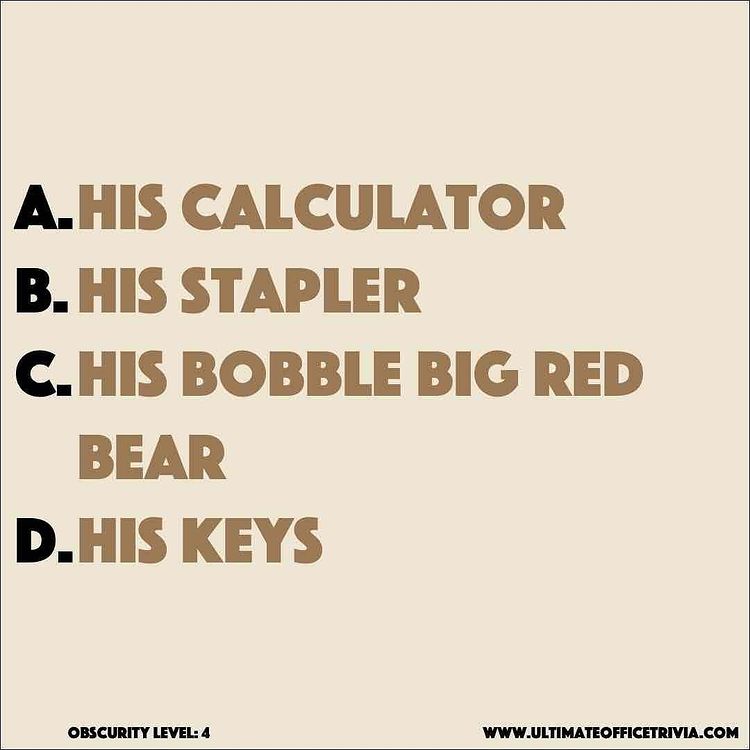 A. HIS CALCULATOR
B. HIS STAPLER
C. HIS BOBBLE BIG RED
BEAR
D. HIS KEYS
OBSCURITY LEVEL: 4
WWW.ULTIMATEOFFICETRIVIA.COM